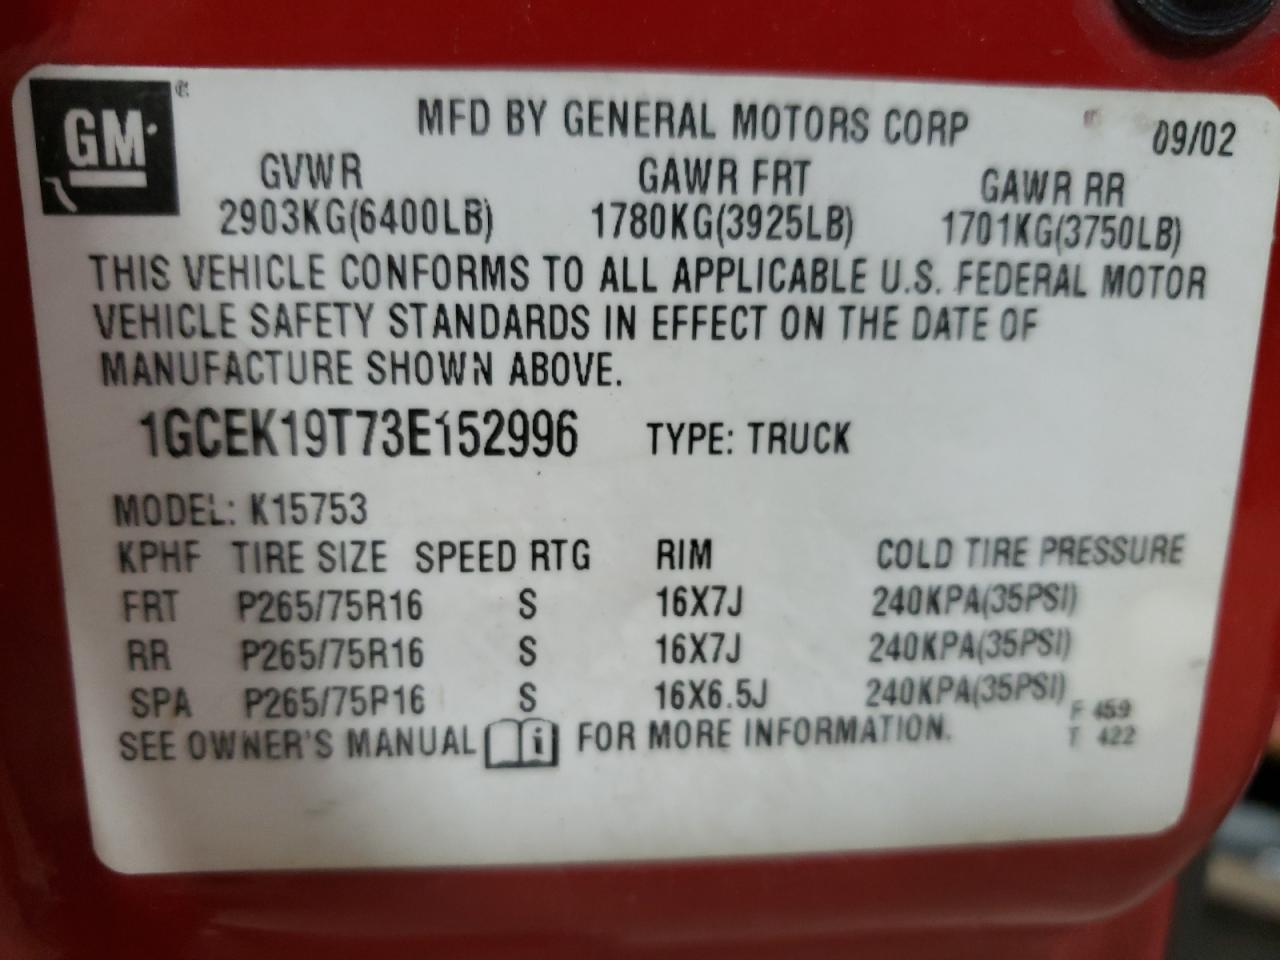 GM
MFD BY GENERAL MOTORS CORP 09/02
GVWR GAWR FRT GAWR RR
2903KG(6400LB) 1780KG(3925LB) 1701KG(3750LB)
THIS VEHICLE CONFORMS TO ALL APPLICABLE U.S. FEDERAL MOTOR
VEHICLE SAFETY STANDARDS IN EFFECT ON THE DATE OF
MANUFACTURE SHOWN ABOVE.
1GCEK19T73E152996 TYPE: TRUCK
MODEL: K15753
KPHF TIRE SIZE SPEED RTG RIM COLD TIRE PRESSURE
FRT P265/75R16 S 16X7J 240KPA(35PSI)
RR P265/75R16 S 16X7J 240KPA(35PSI)
SPA P265/75R16 S 16X6.5J 240KPA(35PSI)
F 459
SEE OWNER'S MANUAL i FOR MORE INFORMATION. T 422